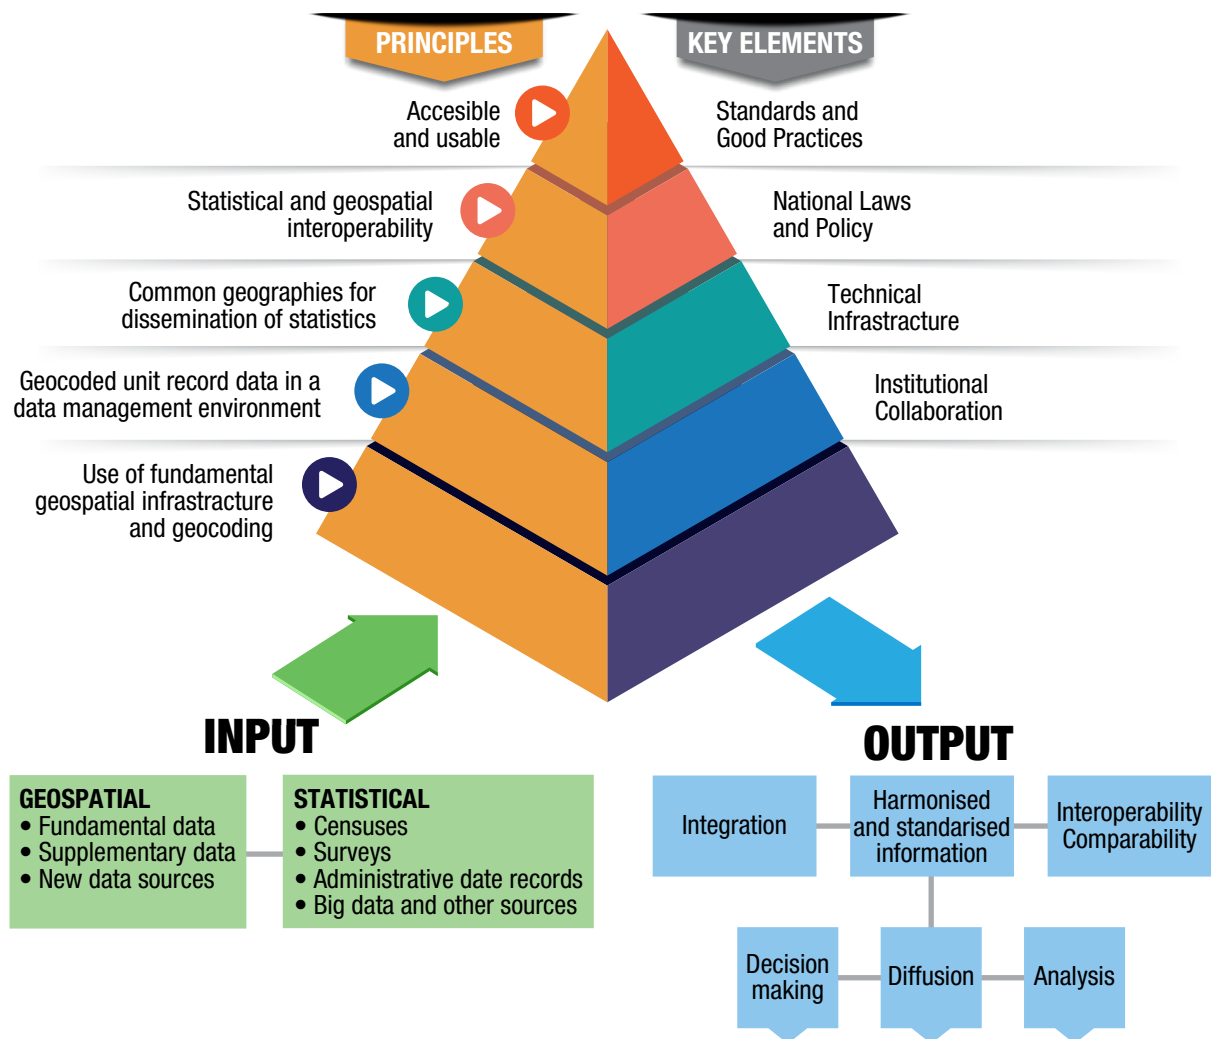 PRINCIPLES
KEY ELEMENTS
Accesible
and usable
Standards and
Good Practices
Statistical and geospatial
interoperability
National Laws
and Policy
Common geographies for
dissemination of statistics
Technical
Infrastracture
Geocoded unit record data in a
data management environment
Institutional
Collaboration
Use of fundamental
geospatial infrastracture
and geocoding
INPUT
GEOSPATIAL
• Fundamental data
• Supplementary data
• New data sources
STATISTICAL
• Censuses
• Surveys
• Administrative date records
• Big data and other sources
OUTPUT
Integration
Harmonised
and standarised
information
Interoperability
Comparability
Decision
making
Diffusion
Analysis